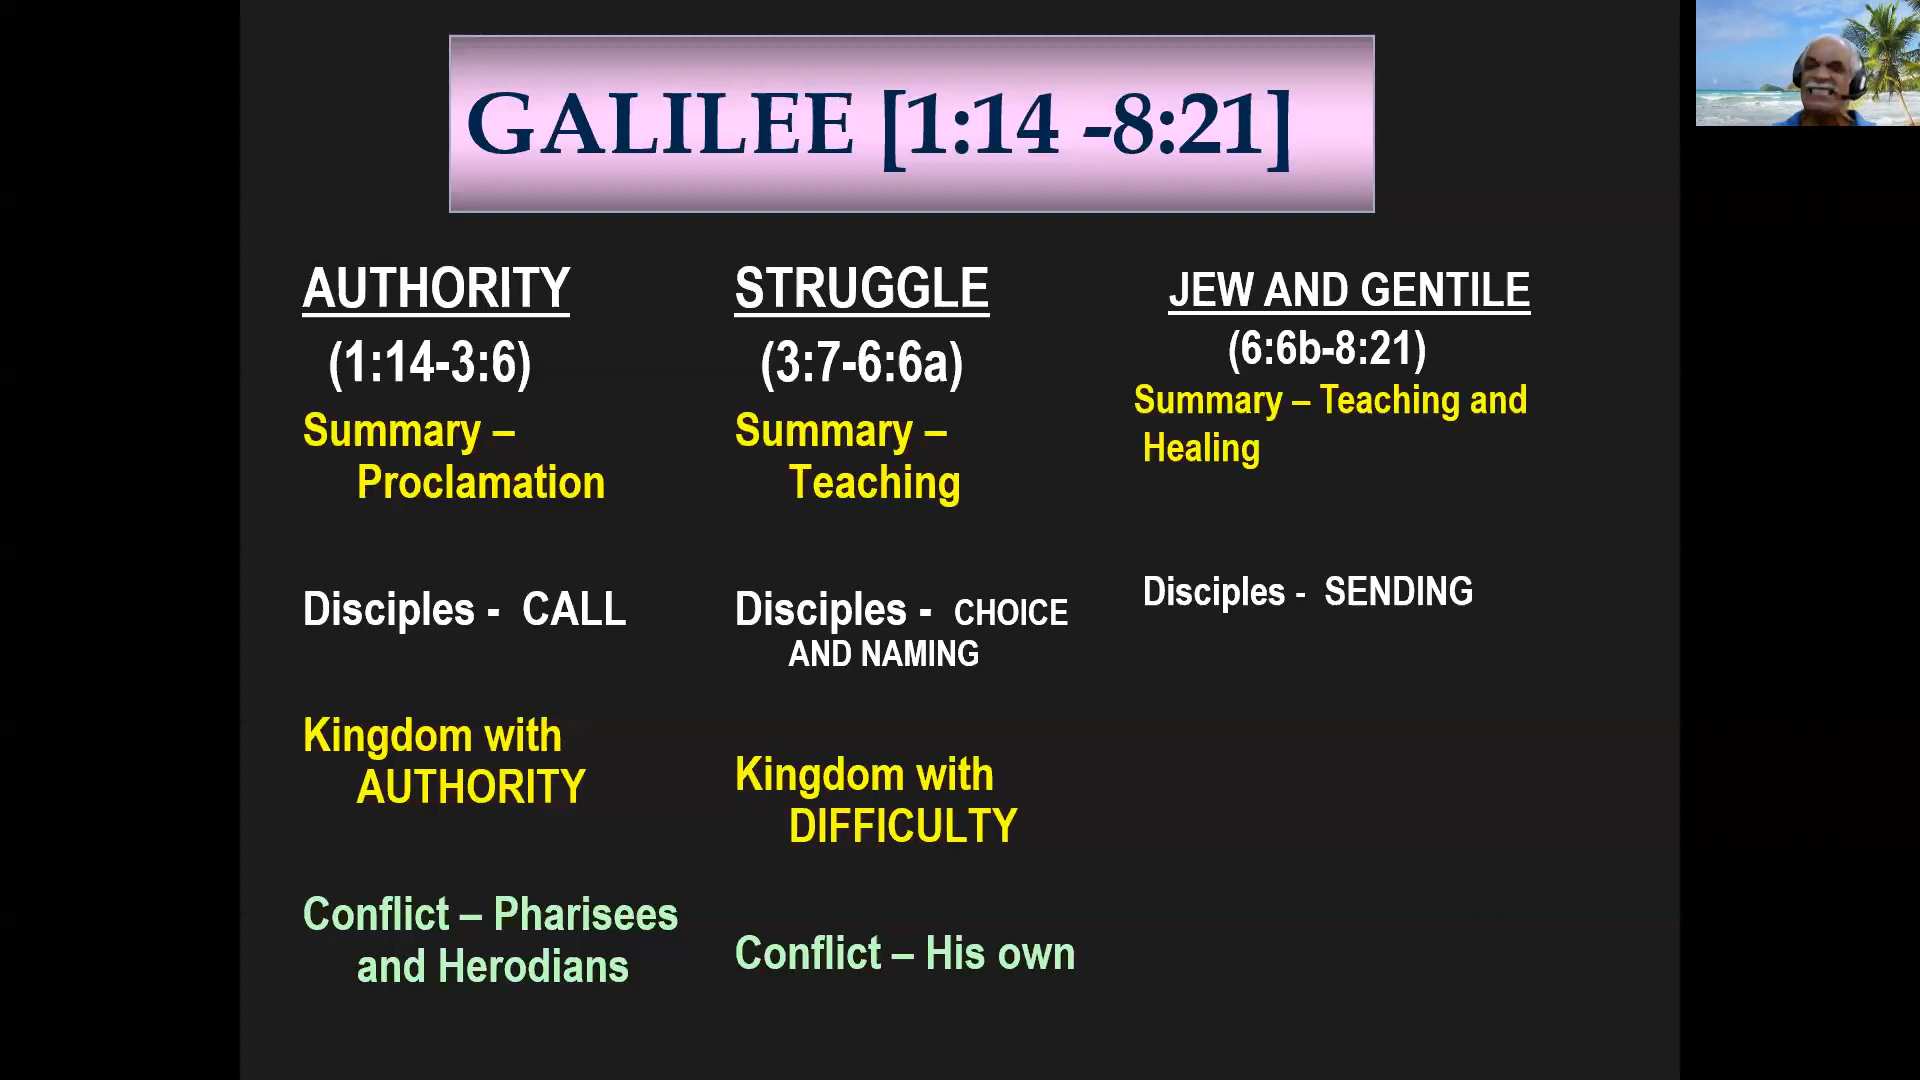 GALILEE [1:14 -8:21]
AUTHORITY
(1:14-3:6)
Summary –
Proclamation
Disciples - CALL
Kingdom with
AUTHORITY
Conflict – Pharisees
and Herodians
STRUGGLE
(3:7-6:6a)
Summary –
Teaching
Disciples - CHOICE
AND NAMING
Kingdom with
DIFFICULTY
Conflict – His own
JEW AND GENTILE
(6:6b-8:21)
Summary – Teaching and
Healing
Disciples - SENDING